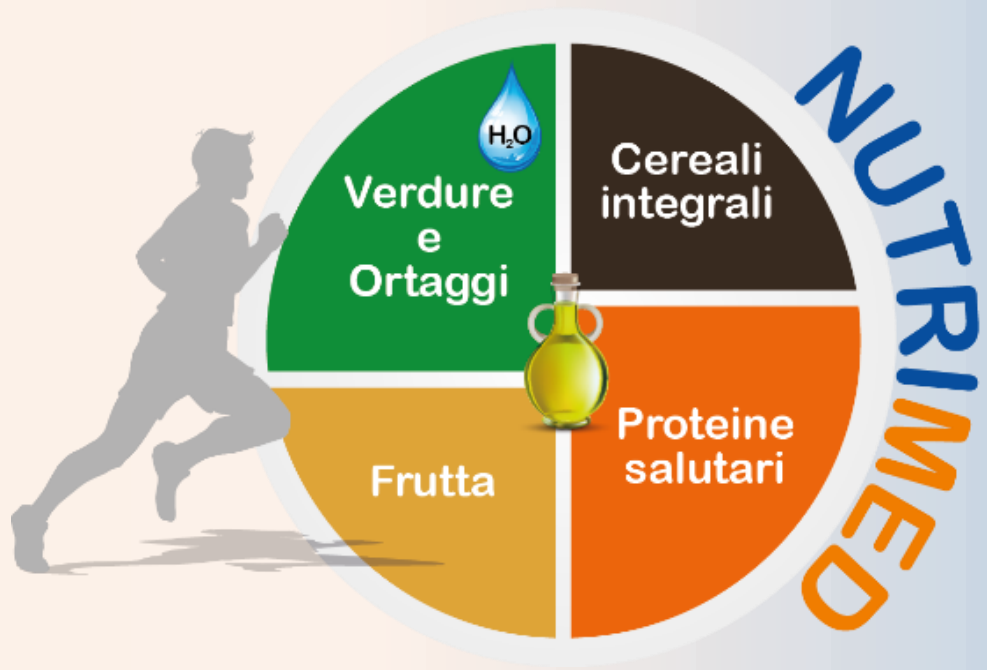 H₂O
Verdure
e
Ortaggi
Cereali
integrali
Frutta
Proteine
salutari
NUTRIMED